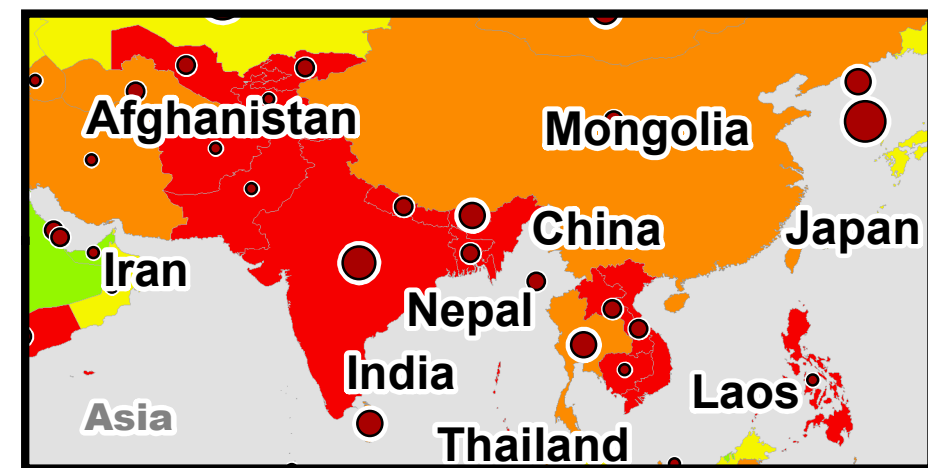 Afghanistan
Mongolia
China
Japan
Iran
Nepal
India
Laos
Asia
Thailand